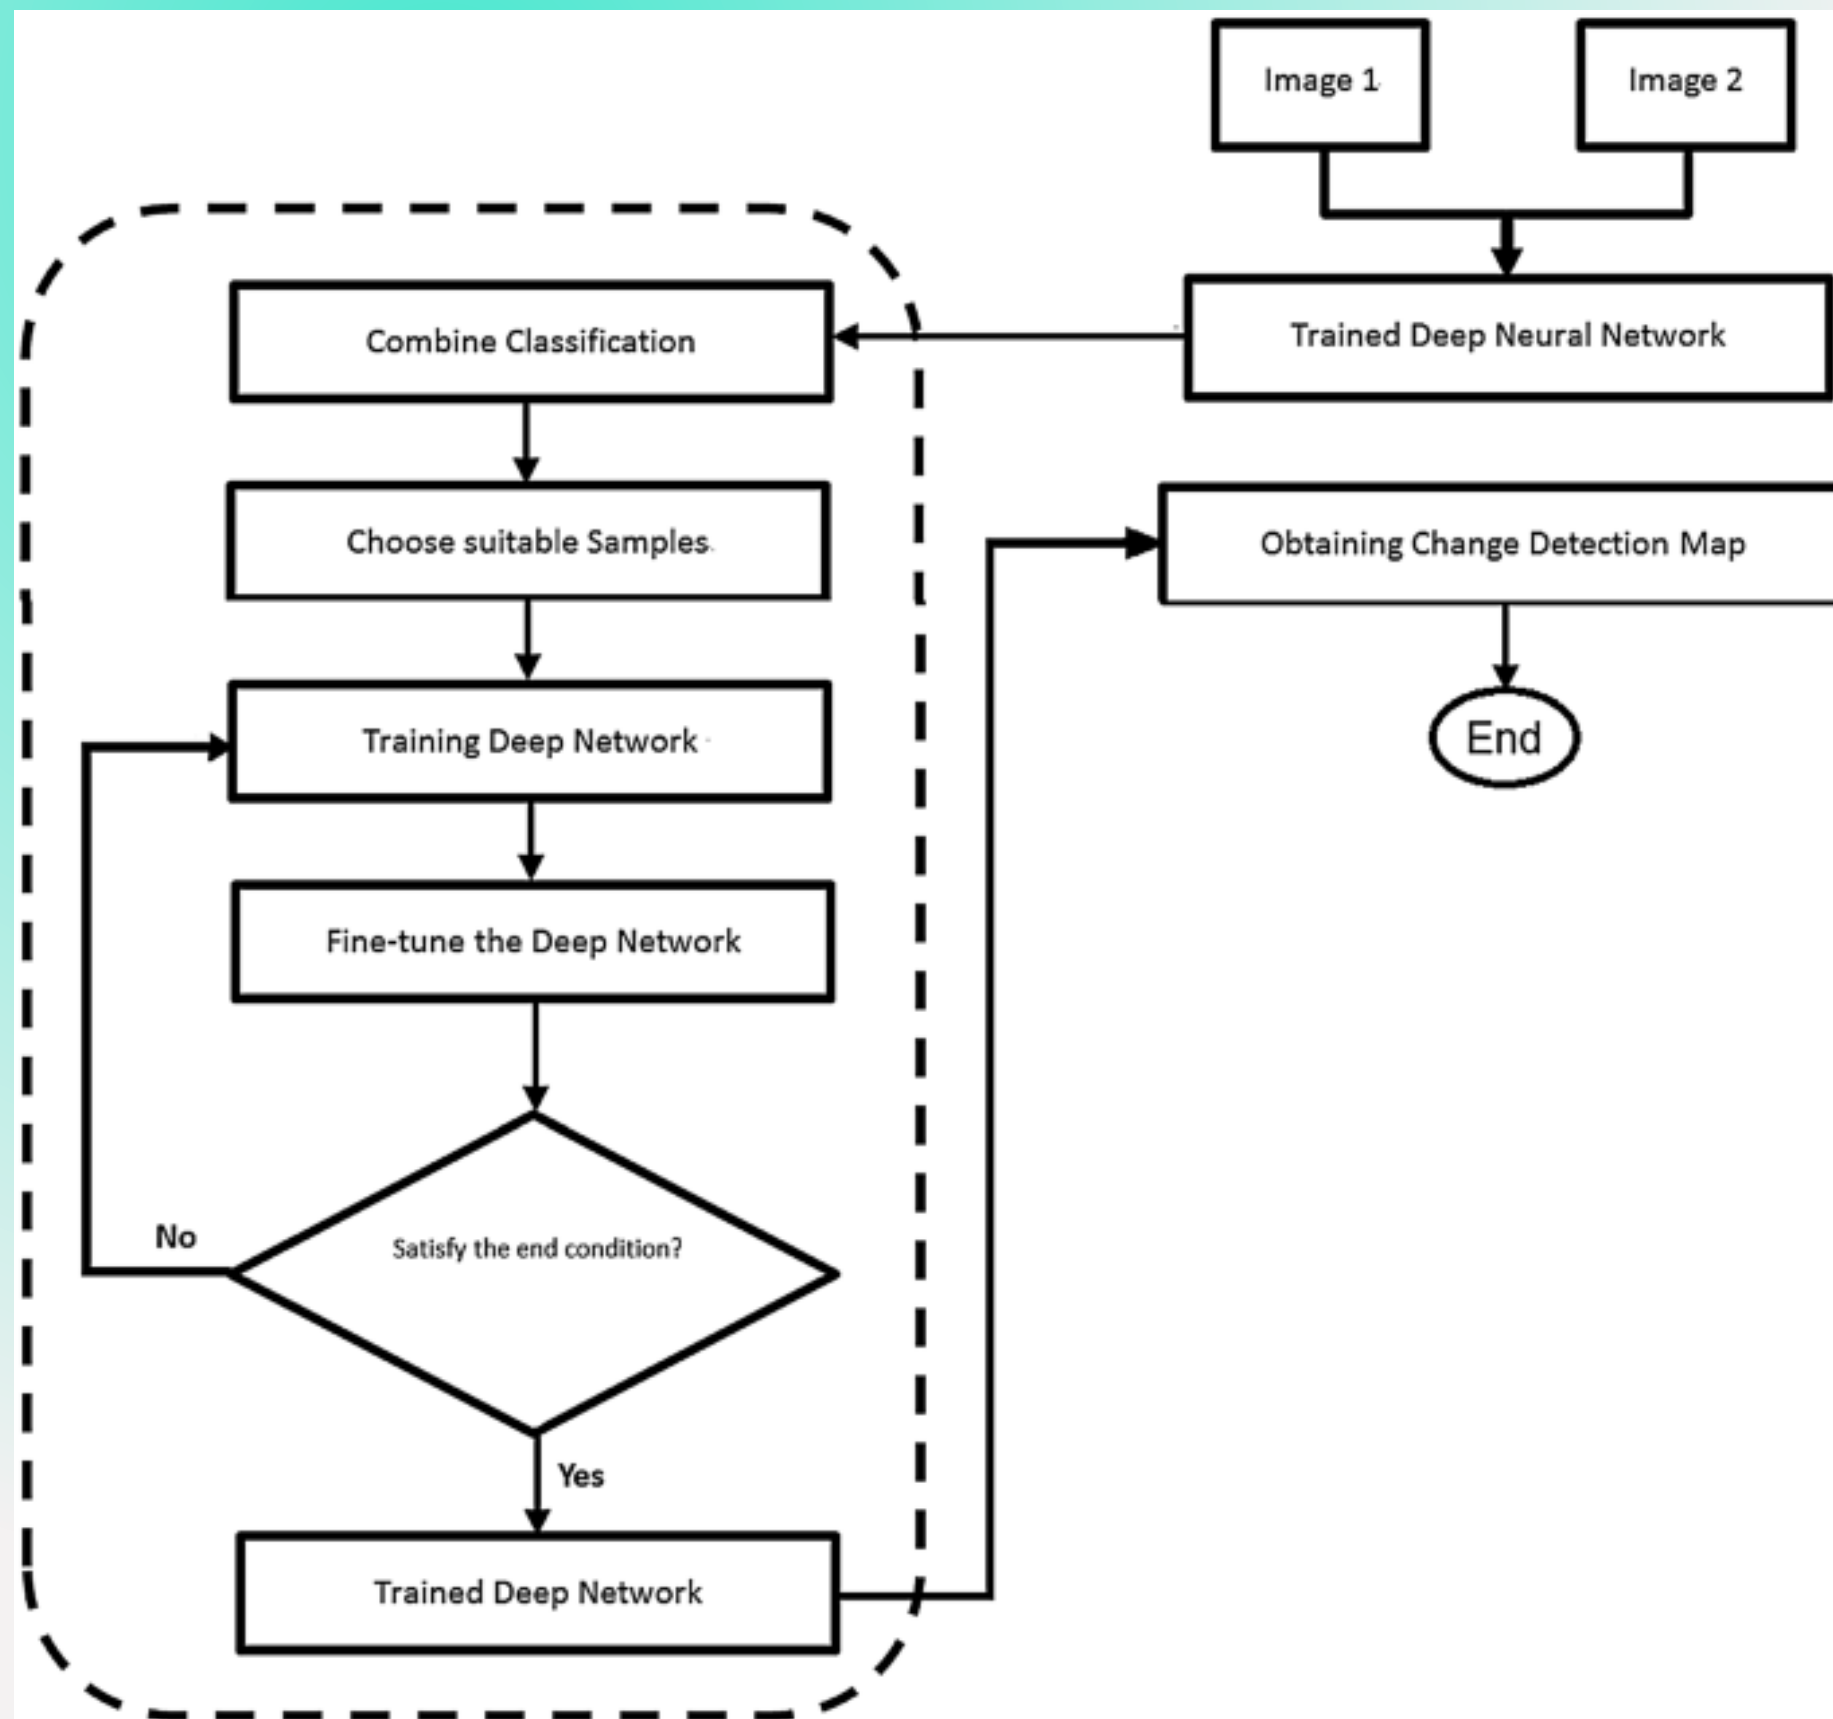 Image 1
Image 2
Trained Deep Neural Network
Combine Classification
Choose suitable Samples
Training Deep Network
Fine-tune the Deep Network
Satisfy the end condition?
No
Yes
Trained Deep Network
Obtaining Change Detection Map
End